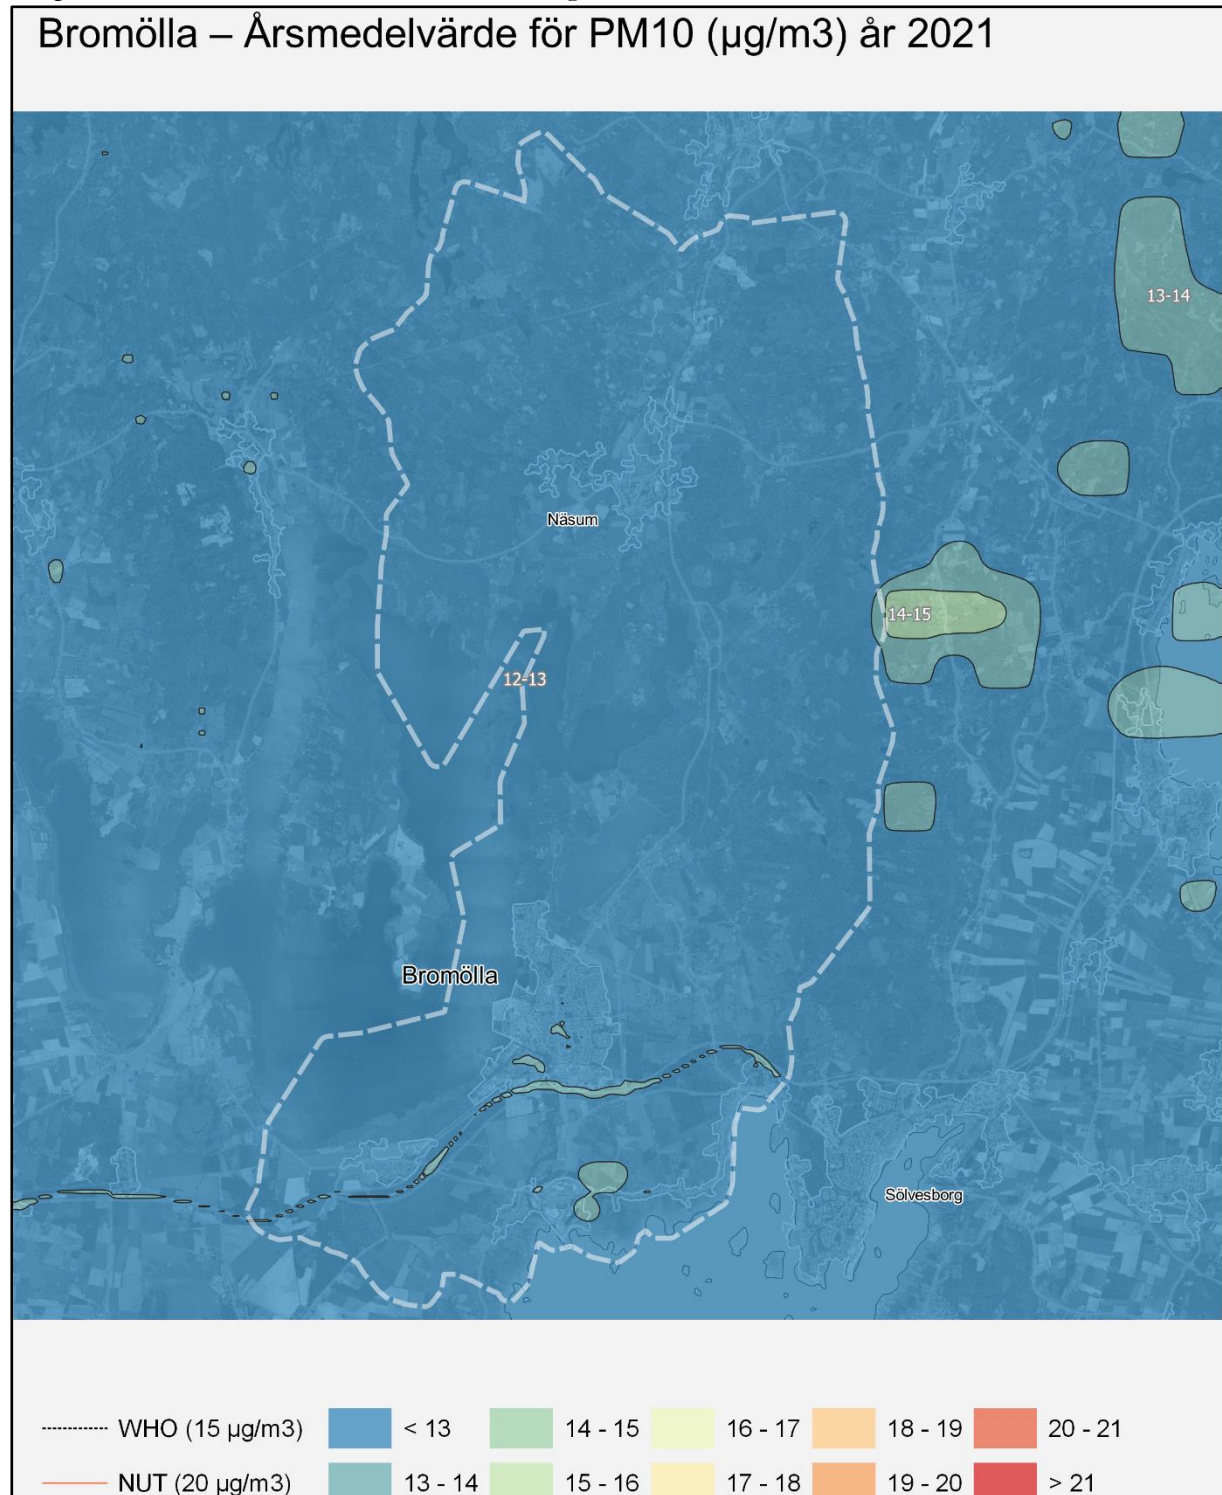 Bromölla – Årsmedelvärde för PM10 (µg/m3) år 2021
13-14
Näsum
14-15
12-13
Bromölla
Sölvesborg
WHO (15 µg/m3)
< 13
14 - 15
16 - 17
18 - 19
20 - 21
NUT (20 µg/m3)
13 - 14
15 - 16
17 - 18
19 - 20
> 21